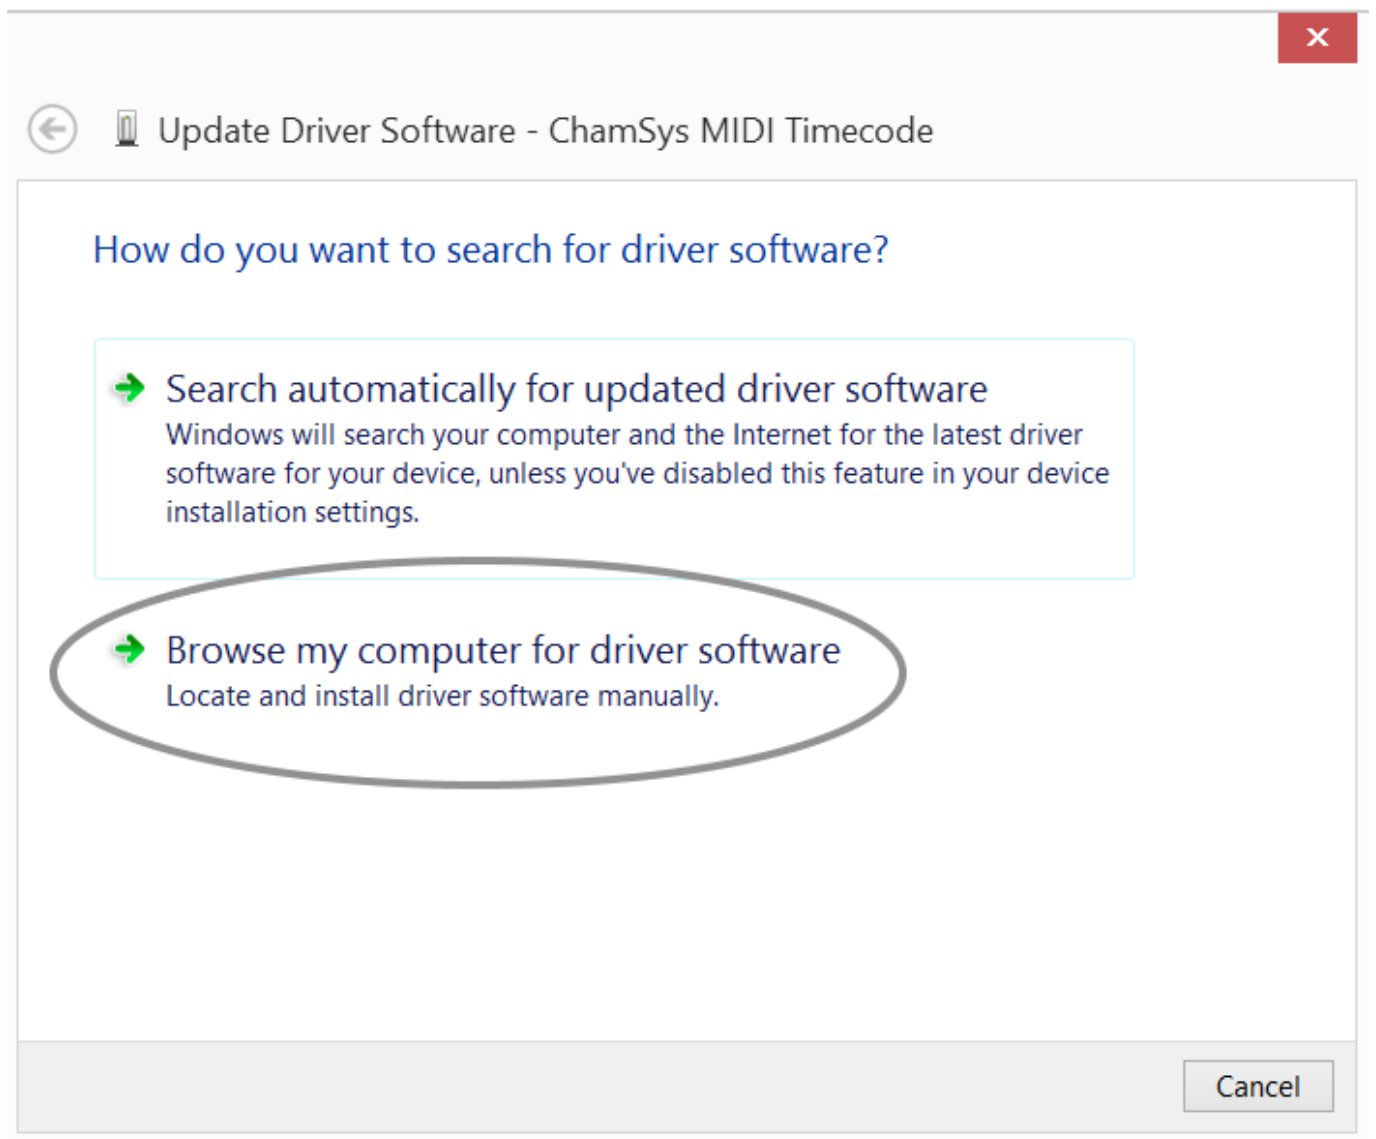 Update Driver Software - ChamSys MIDI Timecode
How do you want to search for driver software?
Search automatically for updated driver software
Windows will search your computer and the Internet for the latest driver
software for your device, unless you've disabled this feature in your device
installation settings.
Browse my computer for driver software
Locate and install driver software manually.
Cancel